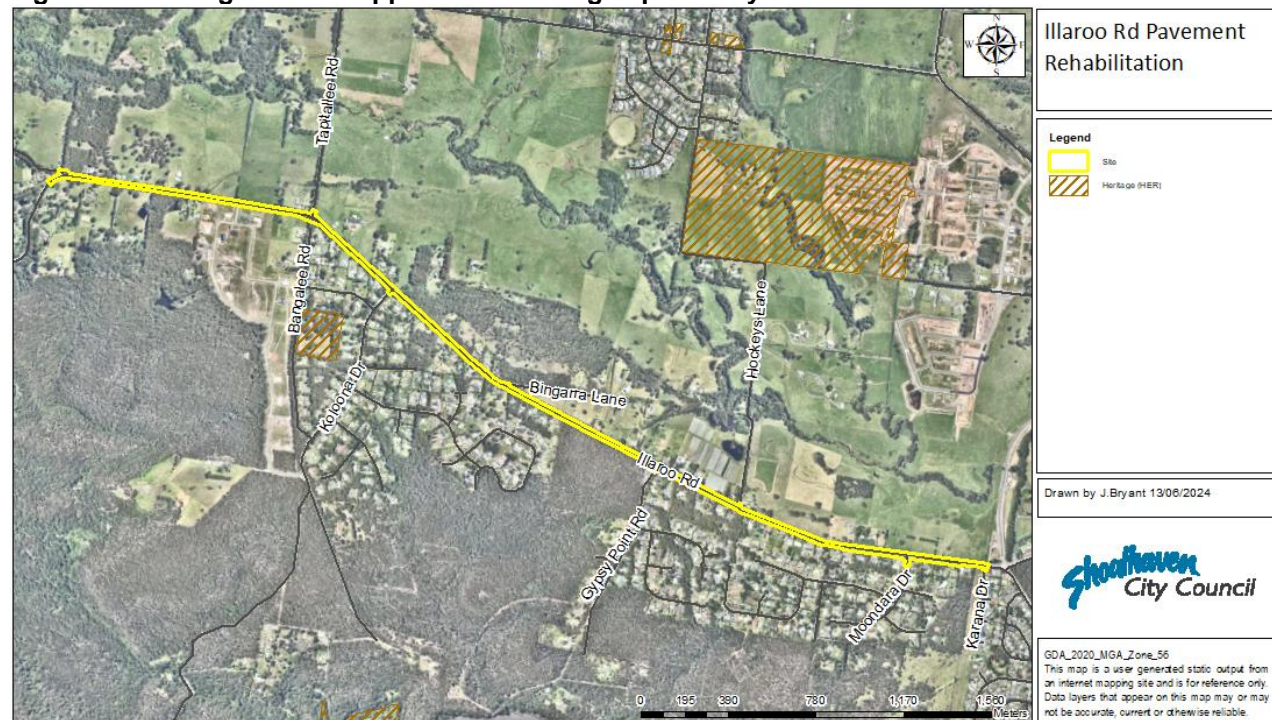 Illaroo Rd Pavement
Rehabilitation
Legend
Site
Heritage (HER)
N
W
S
Tapitallee Rd
Bangalee Rd
Koloona Dr
Bingarra Lane
Hockeys Lane
Illaroo Rd
Gypsy Point Rd
Moondara Dr
Karana Dr
0 195 390 780 1,170 1,560
Meters
Drawn by J.Bryant 13/06/2024
Shoalhaven
City Council
GDA_2020_MGA_Zone_56
This map is a user generated static output from
an internet mapping site and is for reference only.
Data layers that appear on this map may or may
not be accurate, current or otherwise reliable.